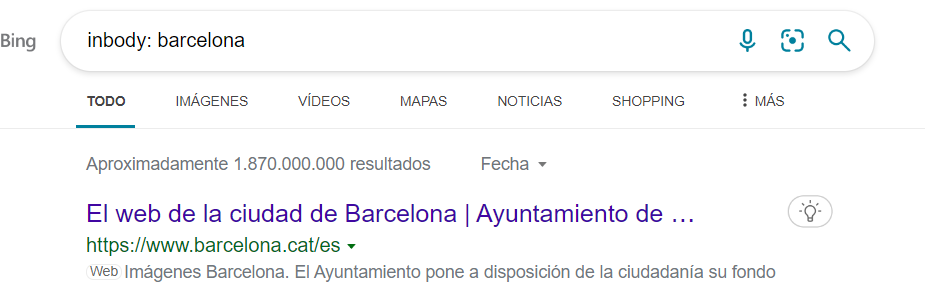 Bing
inbody: barcelona
TODO IMÁGENES VÍDEOS MAPAS NOTICIAS SHOPPING MÁS
Aproximadamente 1.870.000.000 resultados Fecha
El web de la ciudad de Barcelona | Ayuntamiento de …
https://www.barcelona.cat/es
Web Imágenes Barcelona. El Ayuntamiento pone a disposición de la ciudadanía su fondo